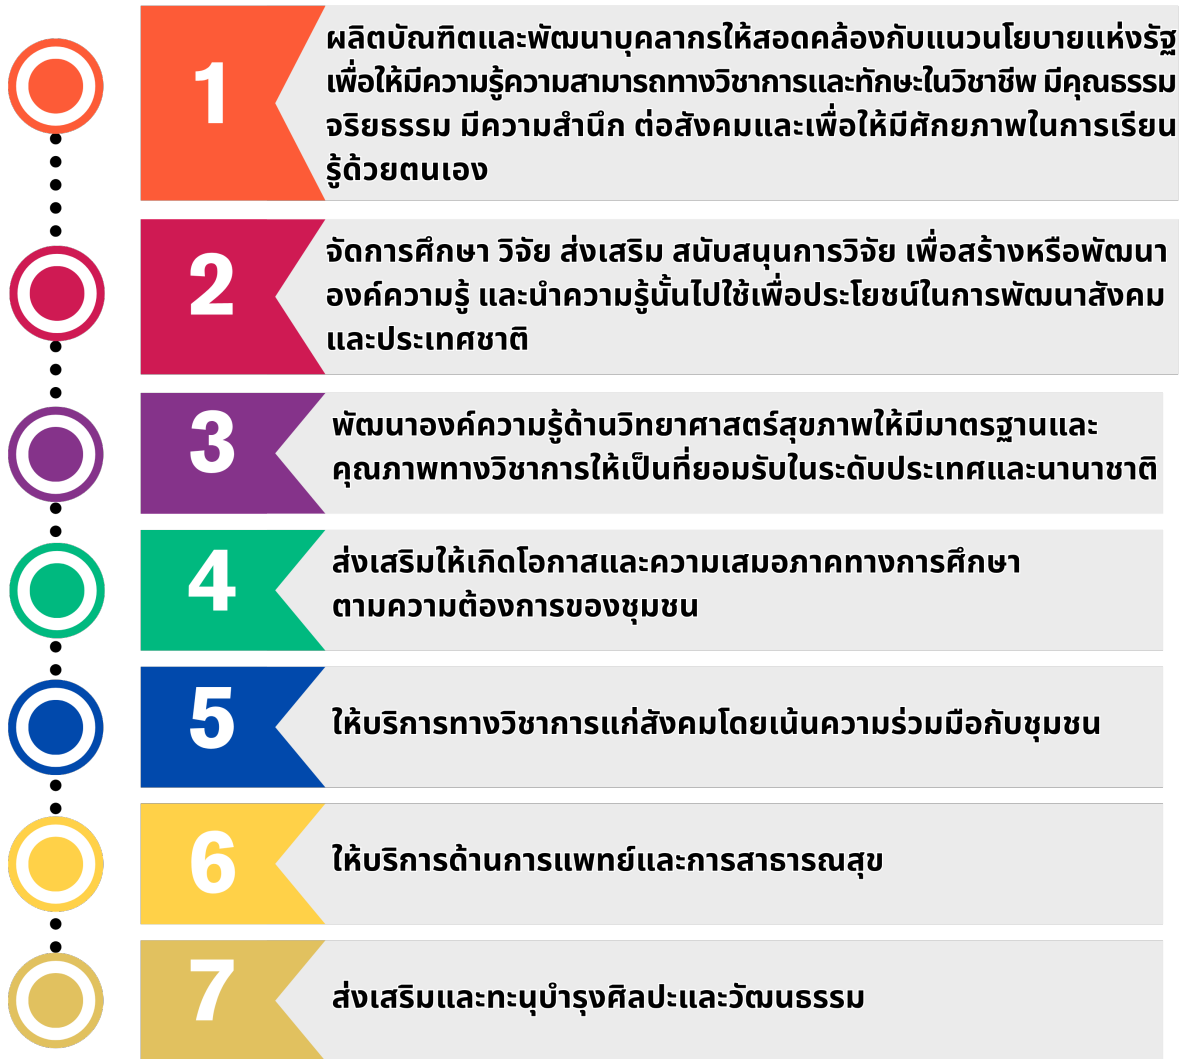 1
ผลิตบัณฑิตและพัฒนาบุคลากรให้สอดคล้องกับแนวนโยบายแห่งรัฐ
เพื่อให้มีความรู้ความสามารถทางวิชาการและทักษะในวิชาชีพ มีคุณธรรม
จริยธรรม มีความสำนึก ต่อสังคมและเพื่อให้มีศักยภาพในการเรียน
รู้ด้วยตนเอง
2
จัดการศึกษา วิจัย ส่งเสริม สนับสนุนการวิจัย เพื่อสร้างหรือพัฒนา
องค์ความรู้ และนำความรู้นั้นไปใช้เพื่อประโยชน์ในการพัฒนาสังคม
และประเทศชาติ
3
พัฒนาองค์ความรู้ด้านวิทยาศาสตร์สุขภาพให้มีมาตรฐานและ
คุณภาพทางวิชาการให้เป็นที่ยอมรับในระดับประเทศและนานาชาติ
4
ส่งเสริมให้เกิดโอกาสและความเสมอภาคทางการศึกษา
ตามความต้องการของชุมชน
5
ให้บริการทางวิชาการแก่สังคมโดยเน้นความร่วมมือกับชุมชน
6
ให้บริการด้านการแพทย์และการสาธารณสุข
7
ส่งเสริมและทะนุบำรุงศิลปะและวัฒนธรรม